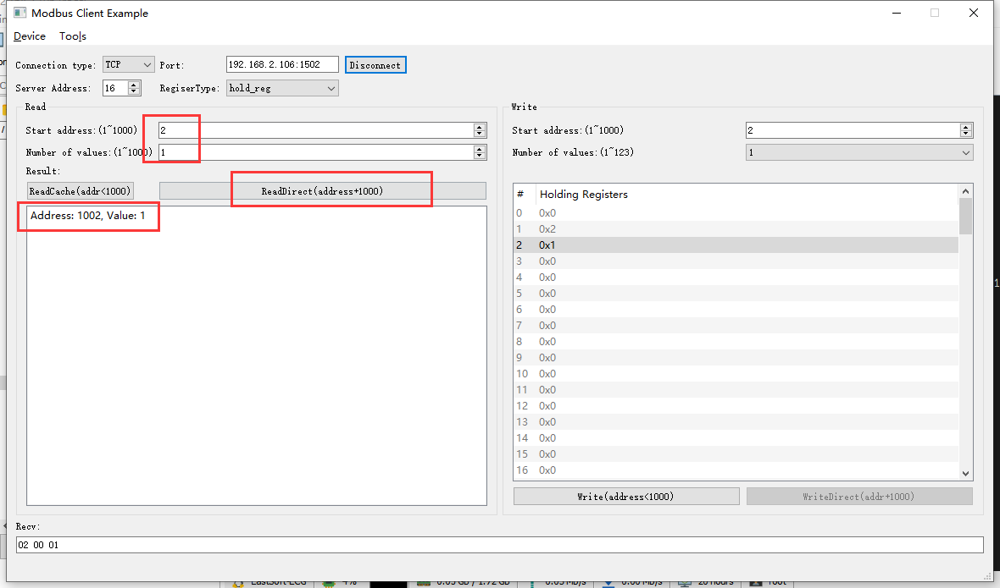 Modbus Client Example
Device Tools
Connection type: TCP Port: 192.168.2.106:1502 Disconnect
Server Address: 16 RegiserType: hold_reg
Read
Start address:(1~1000) 2
Number of values:(1~1000) 1
Result:
ReadCache(addr<1000) ReadDirect(address+1000)
Address: 1002, Value: 1
Write
Start address:(1~1000) 2
Number of values:(1~123) 1
# Holding Registers
0 0x0
1 0x2
2 0x1
3 0x0
4 0x0
5 0x0
6 0x0
7 0x0
8 0x0
9 0x0
10 0x0
11 0x0
12 0x0
13 0x0
14 0x0
15 0x0
16 0x0
Write(address<1000) WriteDirect(addr+1000)
Recv:
02 00 01